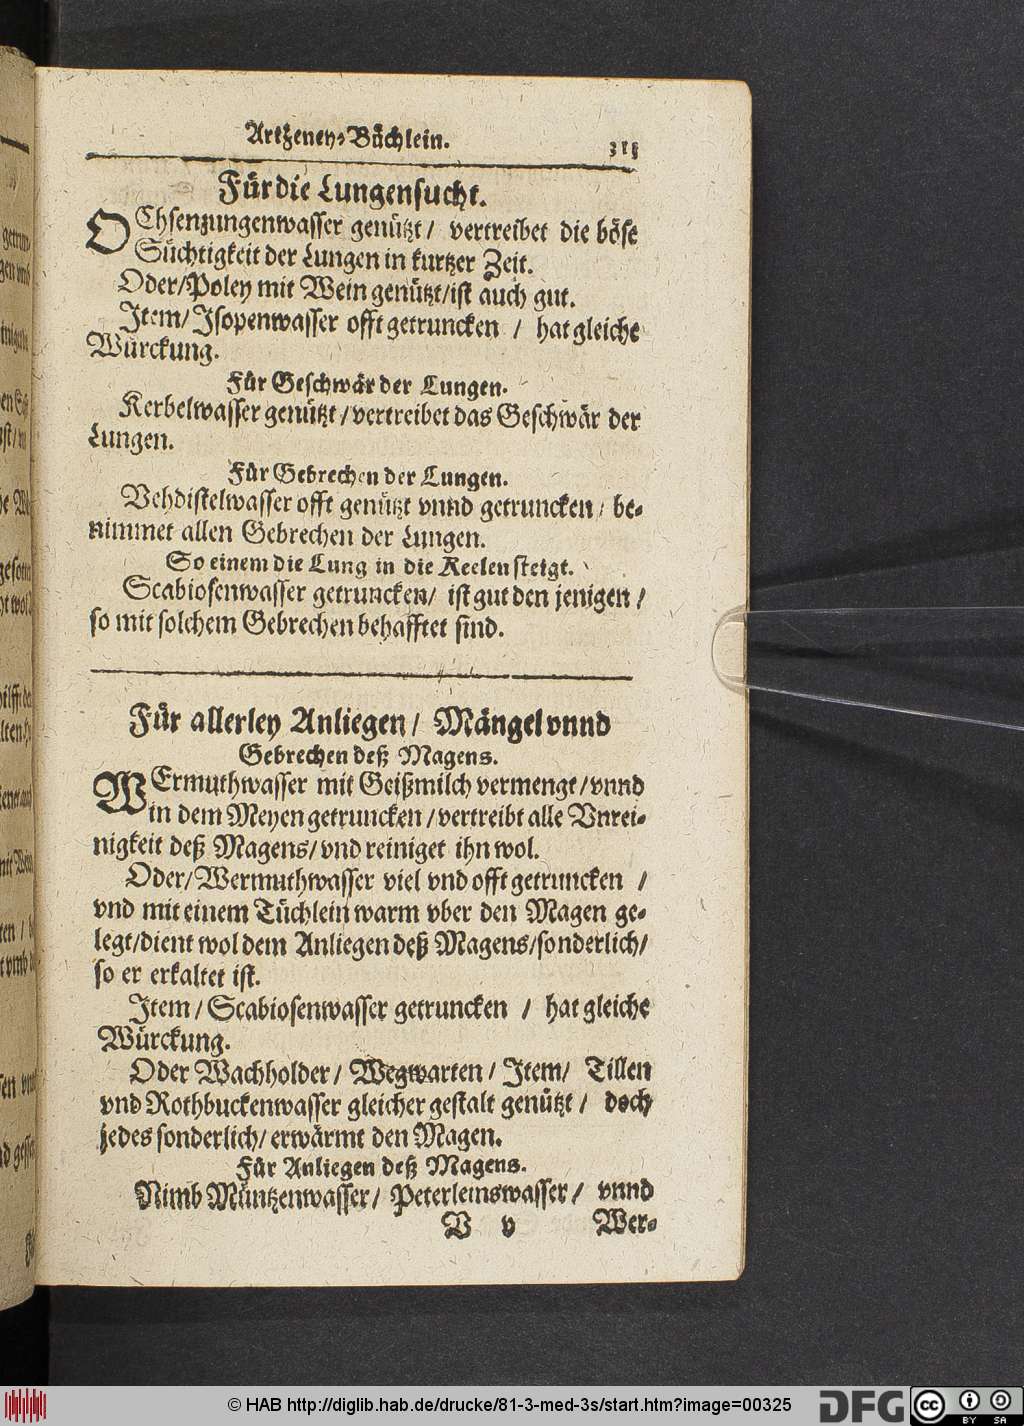 Artzeney-Büchlein. 313
Für die Lungensucht.
OChsenzungenwasser genützt / vertreibet die böse
Süchtigkeit der Lungen in kurtzer Zeit.
Oder/Poley mit Wein genützt/ist auch gut.
Item/Isopenwasser offt getruncken / hat gleiche
Würckung.
Für Geschwär der Lungen.
Kerbelwasser genützt/vertreibet das Geschwär der
Lungen.
Für Gebrechen der Lungen.
Vehdistelwasser offt genützt vnnd getruncken / be-
nimmet allen Gebrechen der Lungen.
So einem die Lung in die Keelen steigt.
Scabiosenwasser getruncken/ ist gut den jenigen /
so mit solchem Gebrechen behafftet sind.
Für allerley Anliegen / Mängel vnnd
Gebrechen deß Magens.
WErmuthwasser mit Geißmilch vermengt / vnnd
in dem Meyen getruncken / vertreibt alle Vnrei-
nigkeit deß Magens/ vnd reiniget ihn wol.
Oder/ Wermuthwasser viel vnd offt getruncken /
vnd mit einem Tüchlein warm vber den Magen ge-
legt/dient wol dem Anliegen deß Magens/sonderlich/
so er erkaltet ist.
Item / Scabiosenwasser getruncken / hat gleiche
Würckung.
Oder Wachholder / Wegwarten / Item/ Tillen
vnd Rothbuckenwasser gleicher gestalt genützt / doch
jedes sonderlich/ erwärmt den Magen.
Für Anliegen deß Magens.
Nimb Müntzenwasser / Peterleinswasser / vnnd
V v Wer-
© HAB http://diglib.hab.de/drucke/81-3-med-3s/start.htm?image=00325
DFG cc BY SA